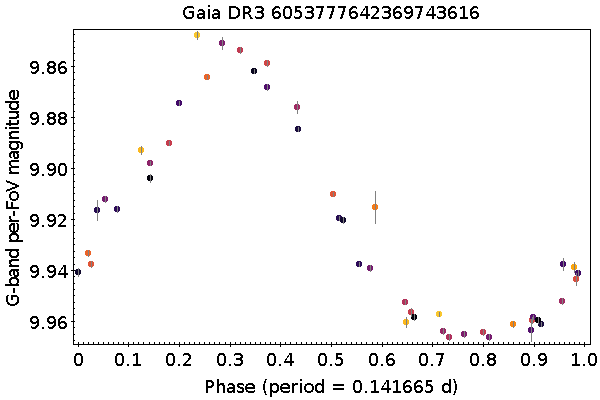 Gaia DR3 6053777642369743616
9.86
9.88
9.90
9.92
9.94
9.96
G-band per-FoV magnitude
0 0.1 0.2 0.3 0.4 0.5 0.6 0.7 0.8 0.9 1.0
Phase (period = 0.141665 d)